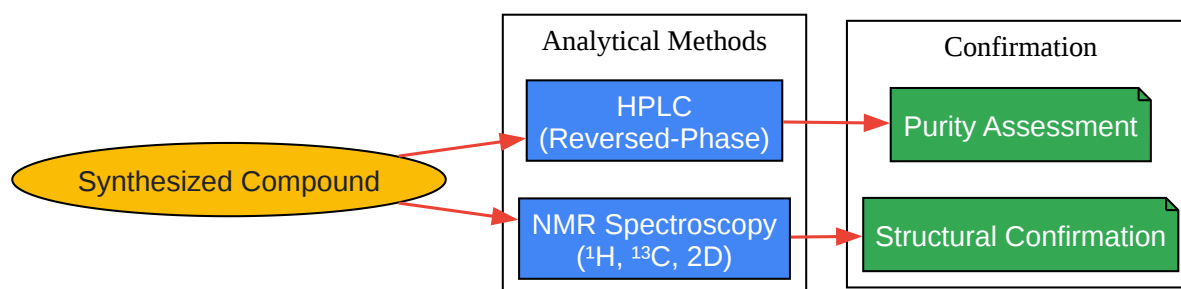 Synthesized Compound
Analytical Methods
HPLC
(Reversed-Phase)
NMR Spectroscopy
(¹H, ¹³C, 2D)
Confirmation
Purity Assessment
Structural Confirmation